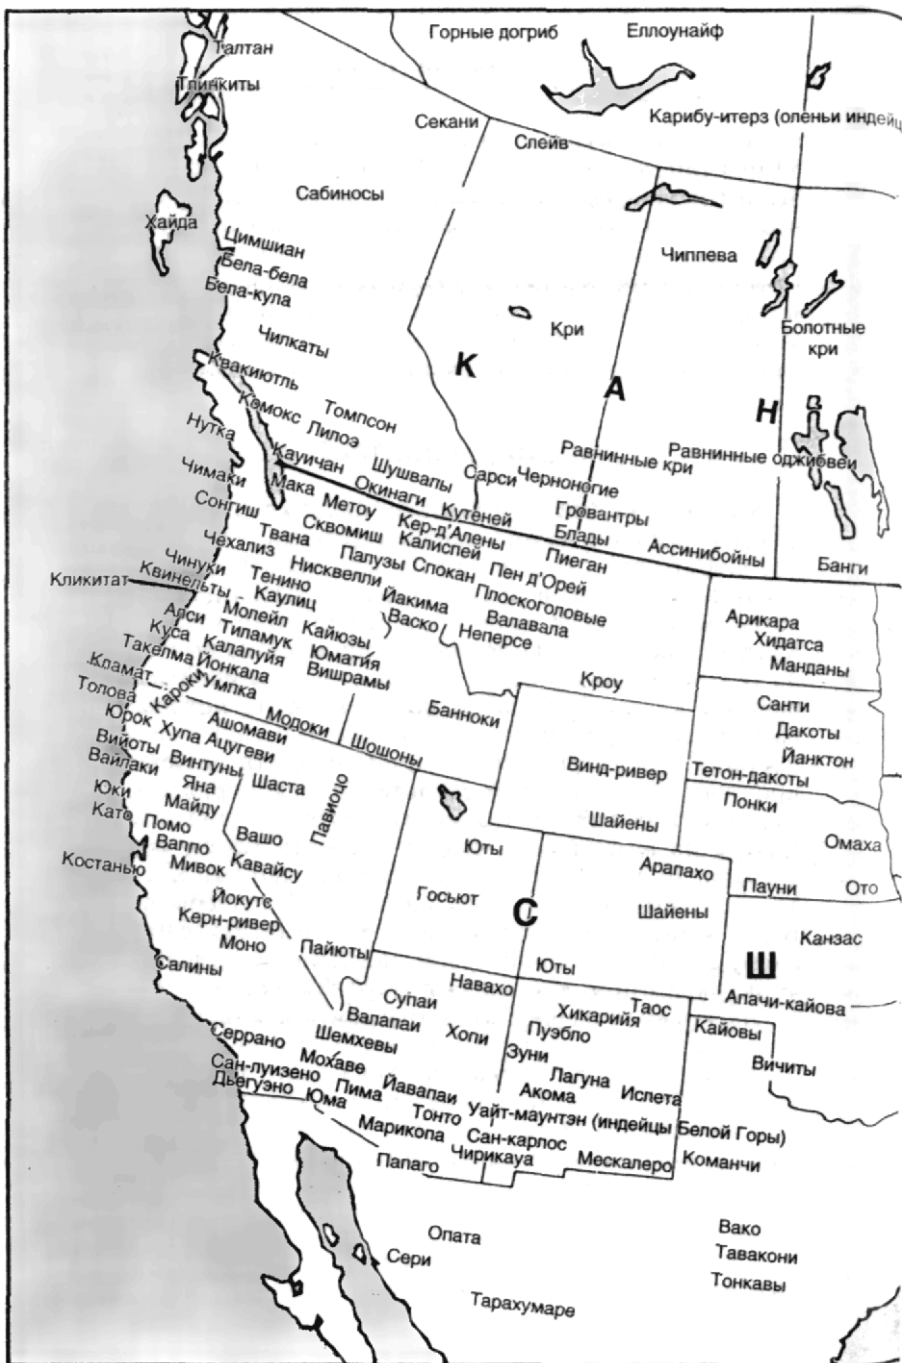 Горные догриб
Еллоунайф
Талтан
Тлинкиты
Карибу-итерз (оленьи индейц
Секани
Слейв
Сабиносы
Хайда
Цимшиан
Чиппева
Бела-бела
Бела-кула
Чилкаты
Кри
Болотные
кри
К
А
Н
Квакиютль
Комокс
Томпсон
Лилоэ
Нутка
Кауичан
Шушвалы
Окинаги
Сарси
Черноногие
Равнинные кри
Равнинные оджибвеи
Чимаки
Мака
Метоу
Кер-д'Алены
Кутеней
Гровантры
Блады
Ассинибойны
Банги
Сонгиш
Сквомиш
Калиспей
Пиеган
Твана
Палузы
Спокан
Пен д'Орей
Чехализ
Нисквелли
Йакима
Плоскоголовые
Чинуки
Тенино
Васко
Валавала
Кликитат
Квинельты
Каулиц
Неперсе
Арикара
Хидатса
Манданы
Алси
Молейл
Кайюзы
Куса
Тиламук
Юматия
Такелма
Калапуйя
Вишрамы
Йонкала
Кламат
Умпка
Кроу
Санти
Толова
Кароки
Модоки
Банноки
Дакоты
Юрок
Хупа
Ашомави
Ацугеви
Шошоны
Йанктон
Вийоты
Винтуны
Шаста
Винд-ривер
Тетон-дакоты
Вайлаки
Яна
Павиоцо
Понки
Юки
Майду
Като
Помо
Вашо
Юты
Шайены
Омаха
Ваппо
Кавайсу
Арапахо
Костанью
Мивок
Госьют
Пауни
Ото
Йокутс
С
Шайены
Канзас
Керн-ривер
Моно
Пайюты
Юты
Ш
Салины
Навахо
Таос
Апачи-кайова
Супаи
Хикарийя
Кайовы
Валапаи
Хопи
Пуэбло
Серрано
Шемхевы
Зуни
Вичиты
Мохаве
Лагуна
Ислета
Сан-луизено
Пима
Йавапаи
Акома
Дьегуэно
Юма
Тонто
Уайт-маунтэн (индейцы Белой Горы)
Марикопа
Сан-карлос
Чирикауа
Мескалеро
Команчи
Папаго
Опата
Вако
Сери
Тавакони
Тонкавы
Тарахумаре